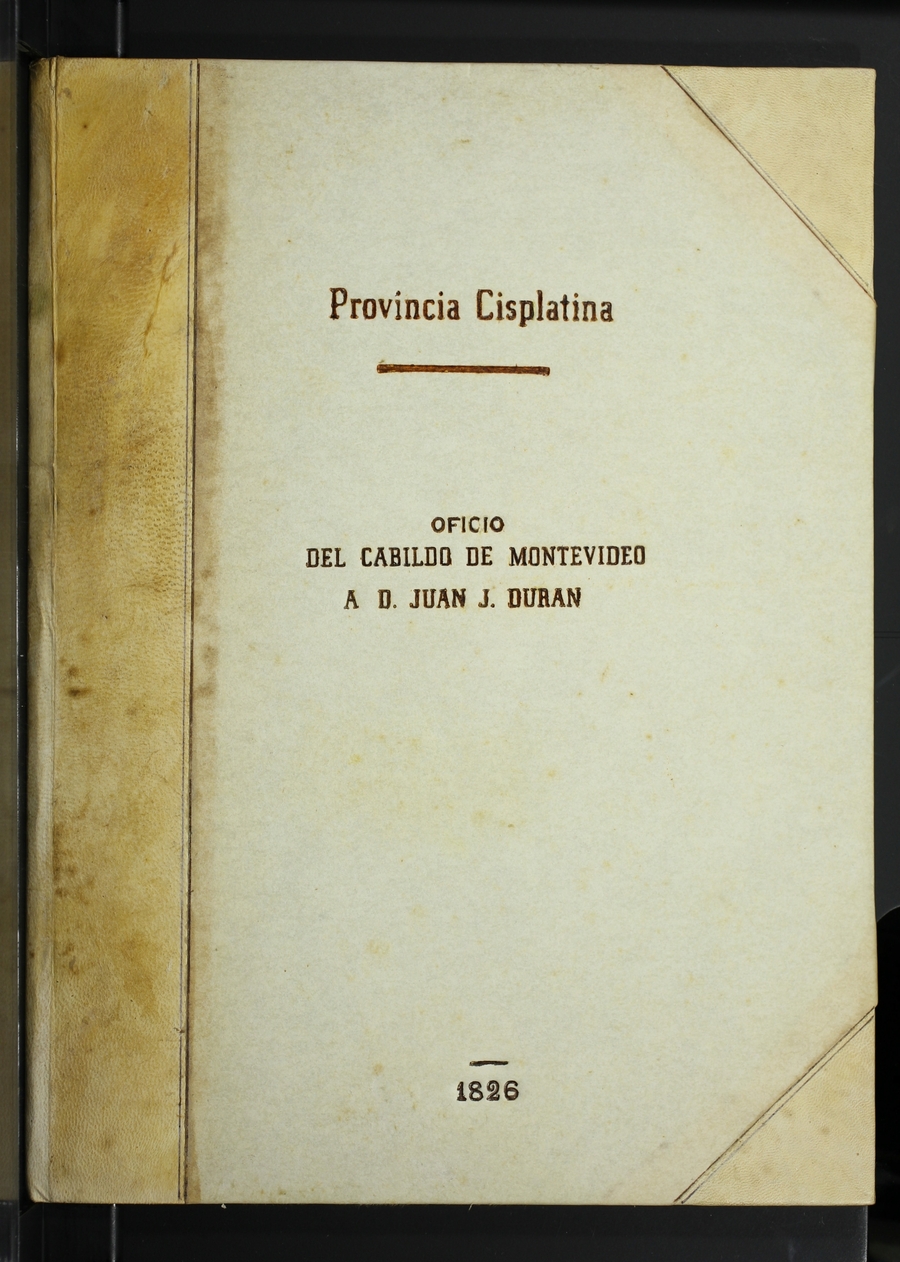 Provincia Cisplatina
OFICIO
DEL CABILDO DE MONTEVIDEO
A D. JUAN J. DURAN
1826